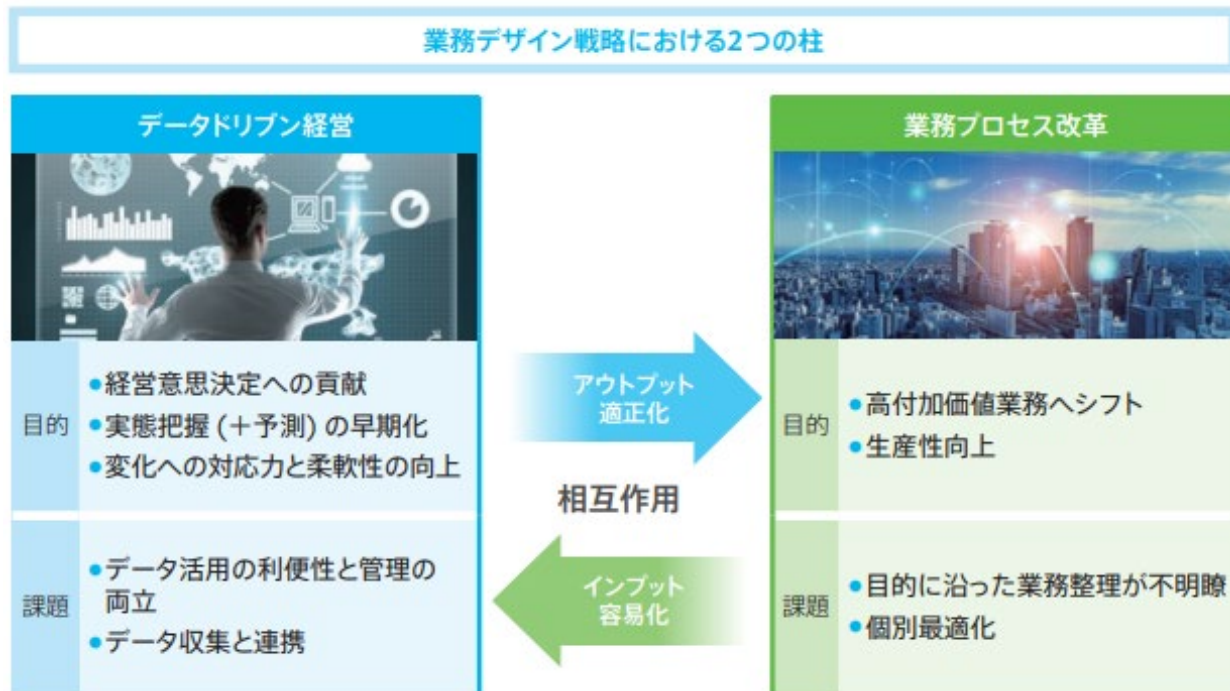 業務デザイン戦略における2つの柱
データドリブン経営
目的
●経営意思決定への貢献
●実態把握 (＋予測) の早期化
●変化への対応力と柔軟性の向上
課題
●データ活用の利便性と管理の
両立
●データ収集と連携
アウトプット
適正化
相互作用
インプット
容易化
業務プロセス改革
目的
●高付加価値業務へシフト
●生産性向上
課題
●目的に沿った業務整理が不明瞭
●個別最適化